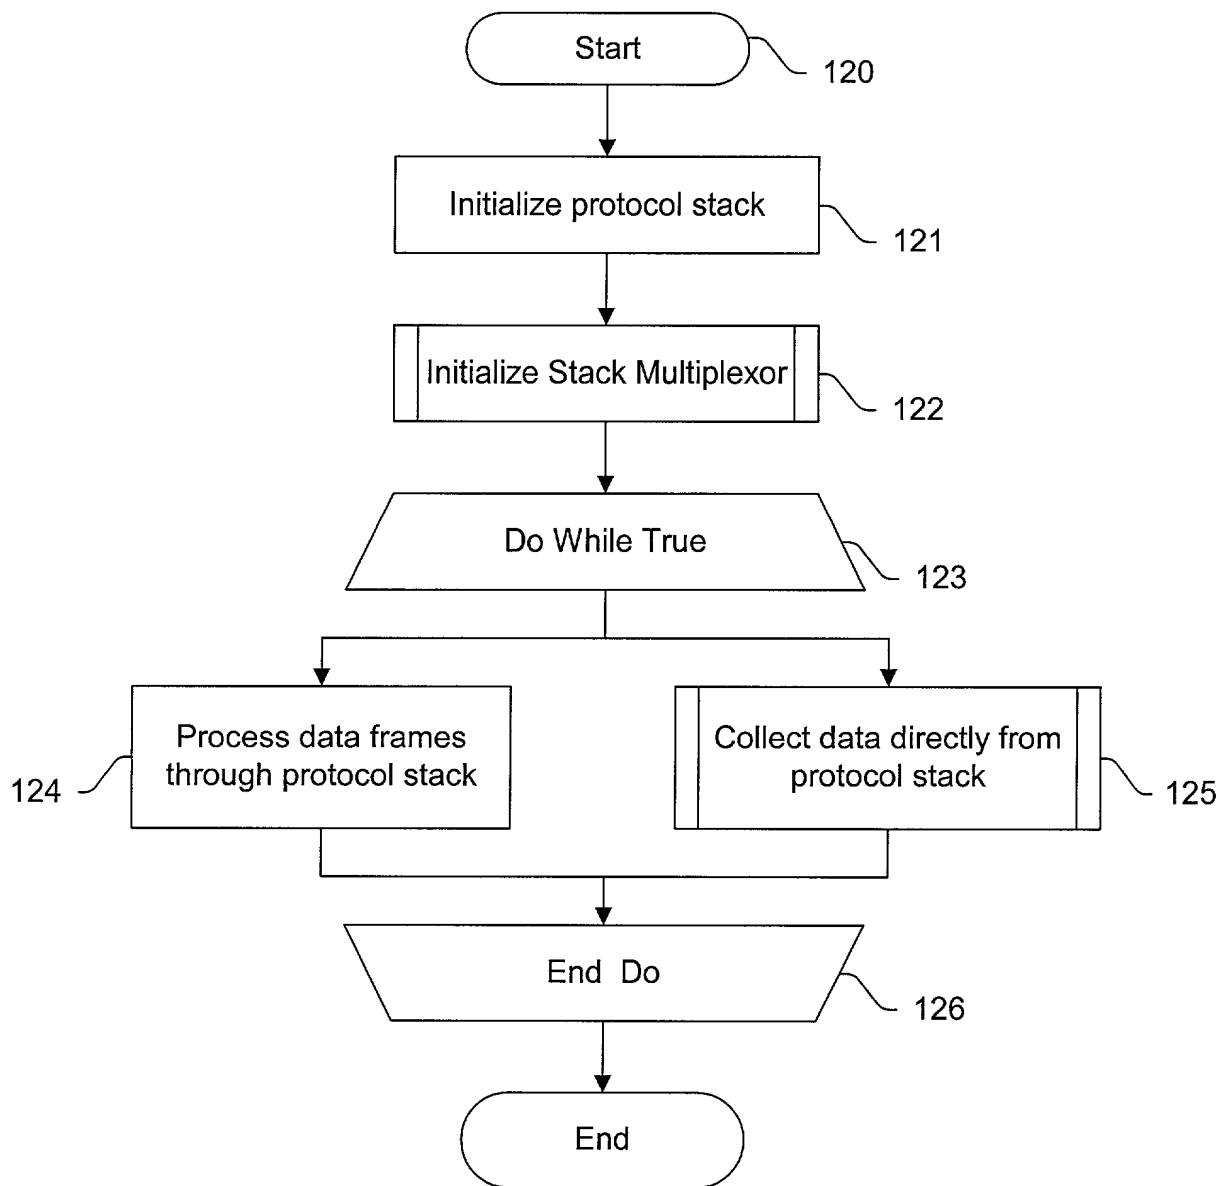 Start
120
Initialize protocol stack
121
Initialize Stack Multiplexor
122
Do While True
123
Process data frames
through protocol stack
124
Collect data directly from
protocol stack
125
End Do
126
End